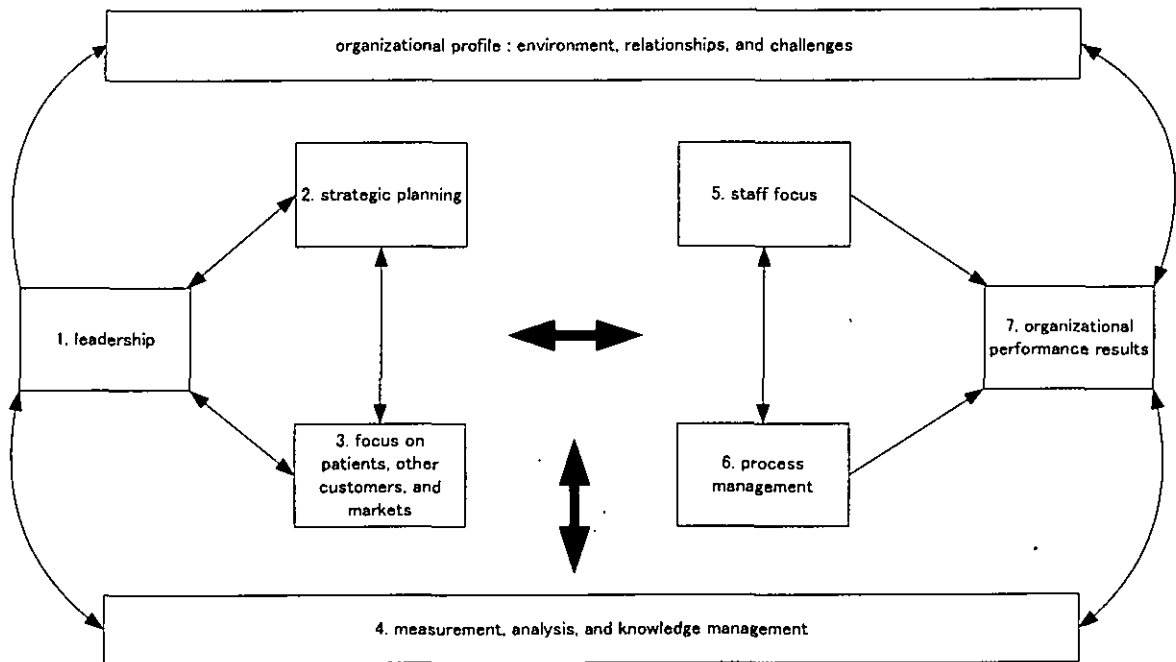 organizational profile : environment, relationships, and challenges
2. strategic planning
5. staff focus
1. leadership
7. organizational
performance results
3. focus on
patients, other
customers, and
markets
6. process
management
4. measurement, analysis, and knowledge management